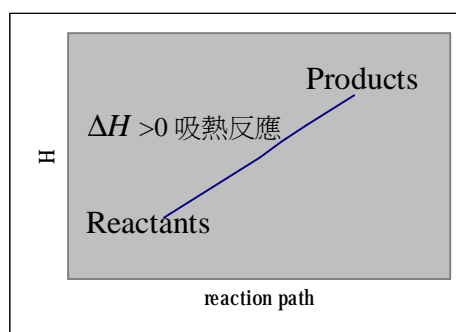 Products
ΔH >0 吸熱反應
H
Reactants
reaction path